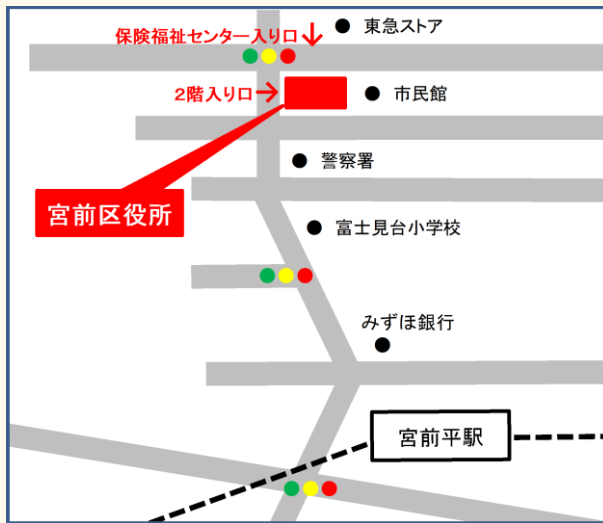 東急ストア
保険福祉センター入り口
2階入り口
市民館
警察署
宮前区役所
富士見台小学校
みずほ銀行
宮前平駅